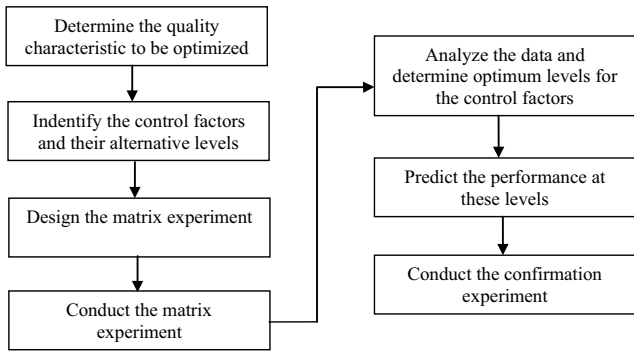 Determine the quality
characteristic to be optimized
Indentify the control factors
and their alternative levels
Design the matrix experiment
Conduct the matrix
experiment
Analyze the data and
determine optimum levels for
the control factors
Predict the performance at
these levels
Conduct the confirmation
experiment